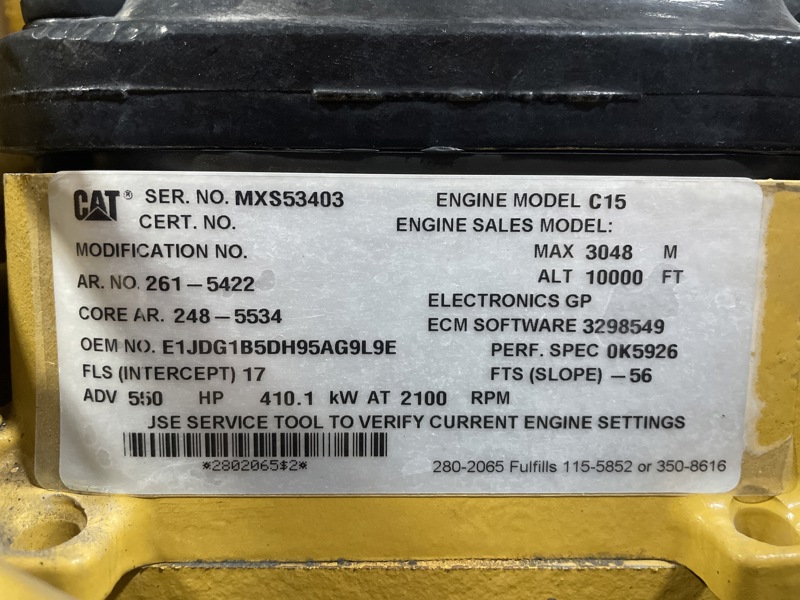 CAT® SER. NO. MXS53403 ENGINE MODEL C15
CERT. NO. ENGINE SALES MODEL:
MODIFICATION NO. MAX 3048 M
AR. NO. 261-5422 ALT 10000 FT
ELECTRONICS GP
CORE AR. 248-5534 ECM SOFTWARE 3298549
OEM NO. E1JDG1B5DH95AG9L9E PERF. SPEC 0K5926
FLS (INTERCEPT) 17 FTS (SLOPE) -56
ADV 550 HP 410.1 kW AT 2100 RPM
JSE SERVICE TOOL TO VERIFY CURRENT ENGINE SETTINGS
*2802065$2*
280-2065 Fulfills 115-5852 or 350-8616